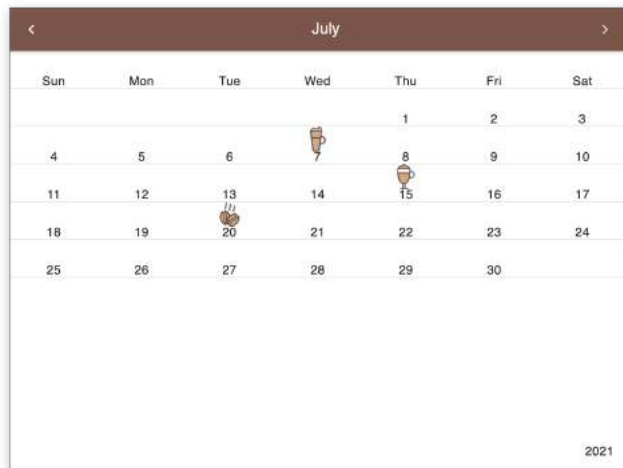 ‹ July ›
Sun Mon Tue Wed Thu Fri Sat
1 2 3
4 5 6 7 8 9 10
11 12 13 14 15 16 17
18 19 20 21 22 23 24
25 26 27 28 29 30
2021